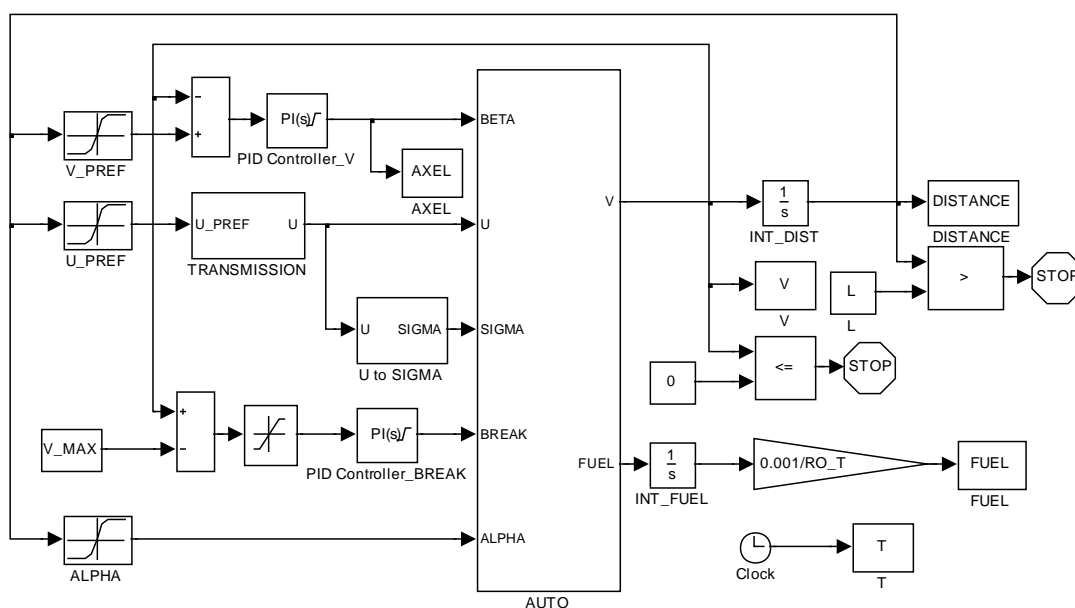 −
+
PI(s)
PID Controller_V
V_PREF
AXEL
AXEL
BETA
U_PREF
U_PREF
U
TRANSMISSION
U
V
1
s
INT_DIST
DISTANCE
DISTANCE
>
STOP
L
L
V
V
U
SIGMA
U to SIGMA
SIGMA
0
<=
STOP
V_MAX
+
−
PI(s)
PID Controller_BREAK
BREAK
FUEL
1
s
INT_FUEL
0.001/RO_T
FUEL
FUEL
ALPHA
ALPHA
Clock
T
T
AUTO